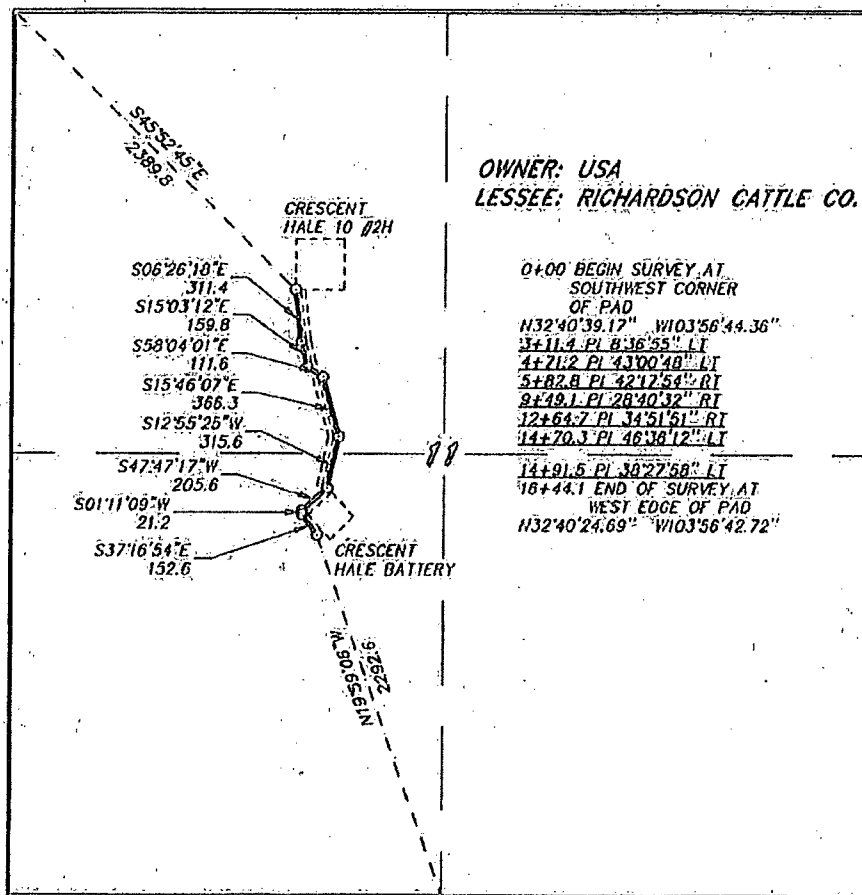 S45°52'45"E
2389.8
OWNER: USA
LESSEE: RICHARDSON CATTLE CO.
CRESCENT
HALE 10 #2H
S06°26'18"E
311.4
S15°03'12"E
159.8
S58°04'01"E
111.6
S15°46'07"E
366.3
S12°55'25"W
315.6
S47°47'17"W
205.6
S01°11'09"W
21.2
S37°16'54"E
152.6
0+00 BEGIN SURVEY AT
SOUTHWEST CORNER
OF PAD
N32°40'39.17" W103°56'44.36"
3+11.4 PI 8°36'55" LT
4+71.2 PI 43°00'48" LT
5+82.8 PI 42°17'54" RT
9+49.1 PI 28°40'32" RT
12+64.7 PI 34°51'51" RT
14+70.3 PI 46°36'12" LT
14+91.5 PI 38°27'58" LT
16+44.1 END OF SURVEY AT
WEST EDGE OF PAD
N32°40'24.69" W103°56'42.72"
11
CRESCENT
HALE BATTERY
N19°59'06"W
2292.6